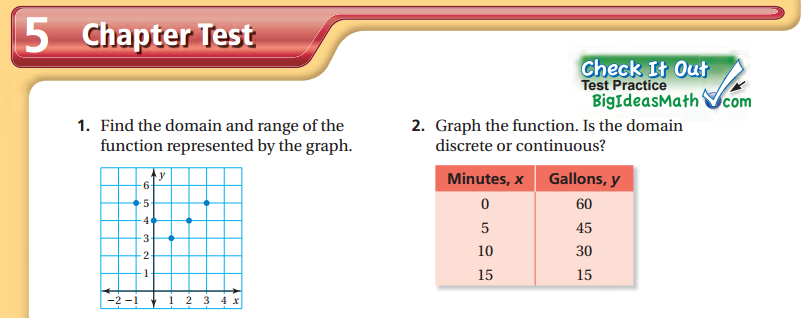 5 Chapter Test
Check It Out
Test Practice
BigIdeasMath com
1. Find the domain and range of the
function represented by the graph.
y
6
5
4
3
2
1
−2 −1 1 2 3 4 x
2. Graph the function. Is the domain
discrete or continuous?
Minutes, x Gallons, y
0 60
5 45
10 30
15 15